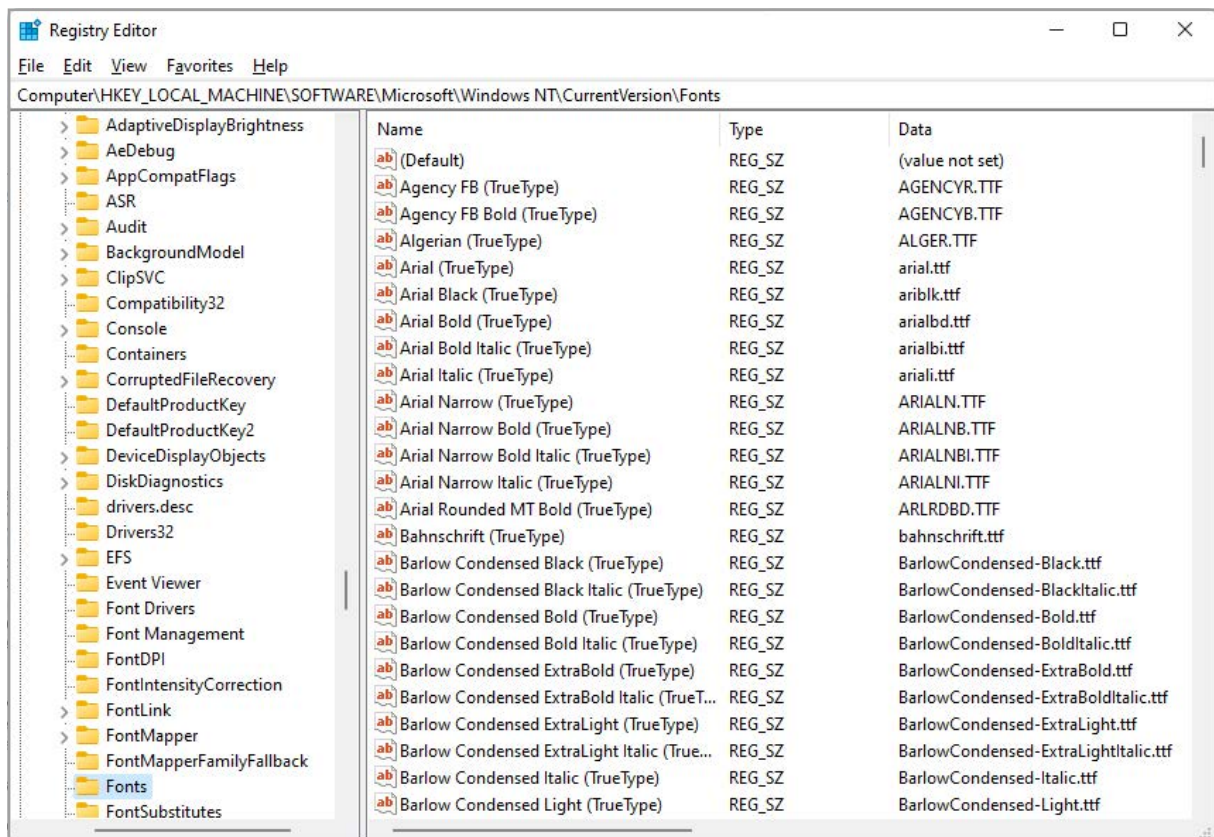 Registry Editor
File Edit View Favorites Help
Computer\HKEY_LOCAL_MACHINE\SOFTWARE\Microsoft\Windows NT\CurrentVersion\Fonts
AdaptiveDisplayBrightness
AeDebug
AppCompatFlags
ASR
Audit
BackgroundModel
ClipSVC
Compatibility32
Console
Containers
CorruptedFileRecovery
DefaultProductKey
DefaultProductKey2
DeviceDisplayObjects
DiskDiagnostics
drivers.desc
Drivers32
EFS
Event Viewer
Font Drivers
Font Management
FontDPI
FontIntensityCorrection
FontLink
FontMapper
FontMapperFamilyFallback
Fonts
FontSubstitutes
Name Type Data
(Default) REG_SZ (value not set)
Agency FB (TrueType) REG_SZ AGENCYR.TTF
Agency FB Bold (TrueType) REG_SZ AGENCYB.TTF
Algerian (TrueType) REG_SZ ALGER.TTF
Arial (TrueType) REG_SZ arial.ttf
Arial Black (TrueType) REG_SZ ariblk.ttf
Arial Bold (TrueType) REG_SZ arialbd.ttf
Arial Bold Italic (TrueType) REG_SZ arialbi.ttf
Arial Italic (TrueType) REG_SZ ariali.ttf
Arial Narrow (TrueType) REG_SZ ARIALN.TTF
Arial Narrow Bold (TrueType) REG_SZ ARIALNB.TTF
Arial Narrow Bold Italic (TrueType) REG_SZ ARIALNBI.TTF
Arial Narrow Italic (TrueType) REG_SZ ARIALNI.TTF
Arial Rounded MT Bold (TrueType) REG_SZ ARLRDBD.TTF
Bahnschrift (TrueType) REG_SZ bahnschrift.ttf
Barlow Condensed Black (TrueType) REG_SZ BarlowCondensed-Black.ttf
Barlow Condensed Black Italic (TrueType) REG_SZ BarlowCondensed-BlackItalic.ttf
Barlow Condensed Bold (TrueType) REG_SZ BarlowCondensed-Bold.ttf
Barlow Condensed Bold Italic (TrueType) REG_SZ BarlowCondensed-BoldItalic.ttf
Barlow Condensed ExtraBold (TrueType) REG_SZ BarlowCondensed-ExtraBold.ttf
Barlow Condensed ExtraBold Italic (TrueT... REG_SZ BarlowCondensed-ExtraBoldItalic.ttf
Barlow Condensed ExtraLight (TrueType) REG_SZ BarlowCondensed-ExtraLight.ttf
Barlow Condensed ExtraLight Italic (True... REG_SZ BarlowCondensed-ExtraLightItalic.ttf
Barlow Condensed Italic (TrueType) REG_SZ BarlowCondensed-Italic.ttf
Barlow Condensed Light (TrueType) REG_SZ BarlowCondensed-Light.ttf